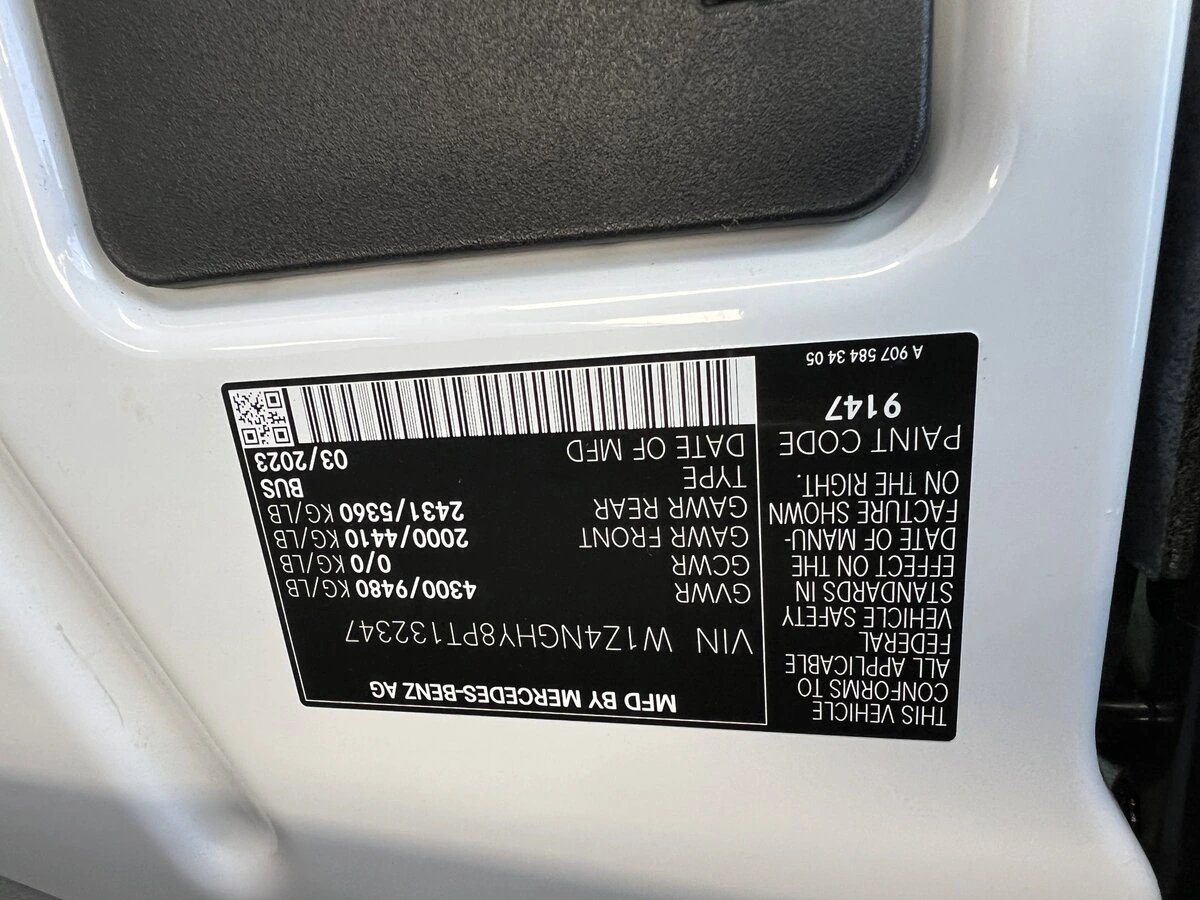 THIS VEHICLE
CONFORMS TO
ALL APPLICABLE
FEDERAL
VEHICLE SAFETY
STANDARDS IN
EFFECT ON THE
DATE OF MANU-
FACTURE SHOWN
ON THE RIGHT.
PAINT CODE
9147
A 907 584 34 05
MFD BY MERCEDES-BENZ AG
VIN W1Z4NGHY8PT132347
GVWR 4300/9480 KG/LB
GCWR 0/0 KG/LB
GAWR FRONT 2000/4410 KG/LB
GAWR REAR 2431/5360 KG/LB
TYPE BUS
DATE OF MFD 03/2023